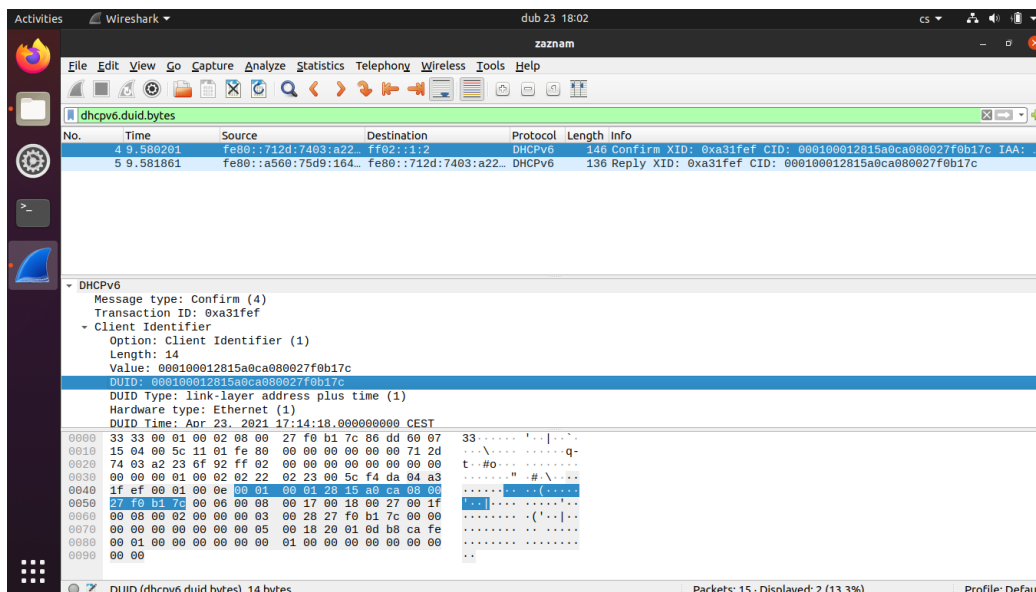 Activities Wireshark dub 23 18:02 cs
zaznam
File Edit View Go Capture Analyze Statistics Telephony Wireless Tools Help
dhcpv6.duid.bytes
No. Time Source Destination Protocol Length Info
4 9.580201 fe80::712d:7403:a22… ff02::1:2 DHCPv6 146 Confirm XID: 0xa31fef CID: 000100012815a0ca080027f0b17c IAA: …
5 9.581861 fe80::a560:75d9:164… fe80::712d:7403:a22… DHCPv6 136 Reply XID: 0xa31fef CID: 000100012815a0ca080027f0b17c
DHCPv6
Message type: Confirm (4)
Transaction ID: 0xa31fef
Client Identifier
Option: Client Identifier (1)
Length: 14
Value: 000100012815a0ca080027f0b17c
DUID: 000100012815a0ca080027f0b17c
DUID Type: link-layer address plus time (1)
Hardware type: Ethernet (1)
DUID Time: Apr 23, 2021 17:14:18.000000000 CEST
0000 33 33 00 01 00 02 08 00 27 f0 b1 7c 86 dd 60 07 33······ '··|··`·
0010 15 04 00 5c 11 01 fe 80 00 00 00 00 00 00 71 2d ···\···· ······q-
0020 74 03 a2 23 6f 92 ff 02 00 00 00 00 00 00 00 00 t··#o··· ········
0030 00 00 00 01 00 02 02 22 02 23 00 5c f4 da 04 a3 ·······" ·#·\····
0040 1f ef 00 01 00 0e 00 01 00 01 28 15 a0 ca 08 00 ········ ··(·····
0050 27 f0 b1 7c 00 06 00 08 00 17 00 18 00 27 00 1f '··|···· ·····'··
0060 00 08 00 02 00 00 00 03 00 28 27 f0 b1 7c 00 00 ········ ·('··|··
0070 00 00 00 00 00 00 00 05 00 18 20 01 0d b8 ca fe ········ ·· ·····
0080 00 01 00 00 00 00 00 00 01 00 00 00 00 00 00 00 ········ ········
0090 00 00 ··
DUID (dhcpv6.duid.bytes), 14 bytes Packets: 15 · Displayed: 2 (13.3%) Profile: Defau